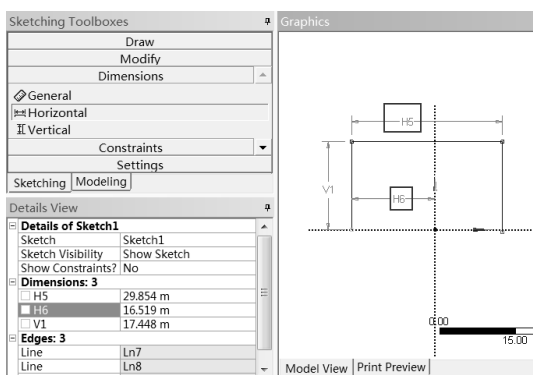 Sketching Toolboxes
Draw
Modify
Dimensions
General
Horizontal
Vertical
Constraints
Settings
Sketching Modeling
Details View
Details of Sketch1
Sketch Sketch1
Sketch Visibility Show Sketch
Show Constraints? No
Dimensions: 3
H5 29.854 m
H6 16.519 m
V1 17.448 m
Edges: 3
Line Ln7
Line Ln8
Graphics
H5
V1
H6
0.00
15.00
Model View Print Preview